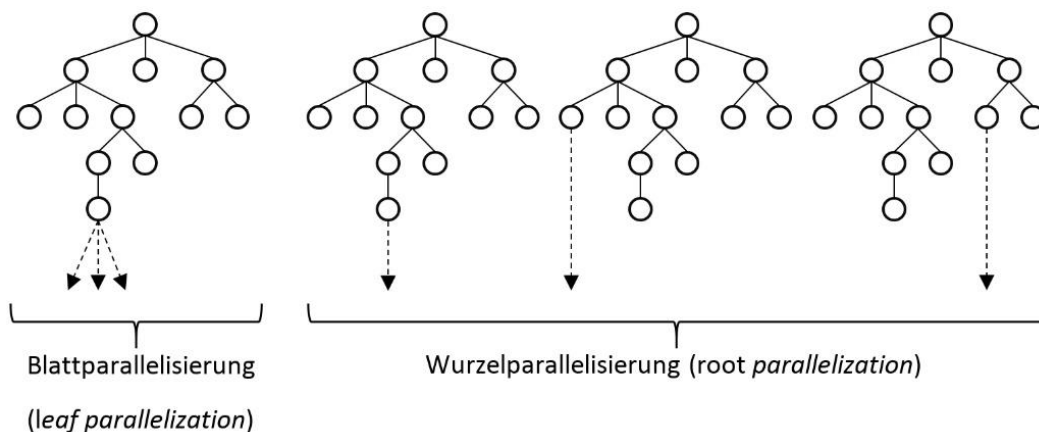 Blattparallelisierung
(leaf parallelization)
Wurzelparallelisierung (root parallelization)